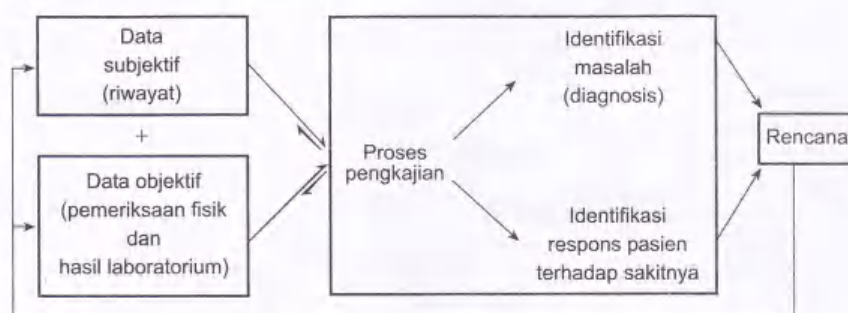 Data
subjektif
(riwayat)
+
Data objektif
(pemeriksaan fisik
dan
hasil laboratorium)
Proses
pengkajian
Identifikasi
masalah
(diagnosis)
Identifikasi
respons pasien
terhadap sakitnya
Rencana